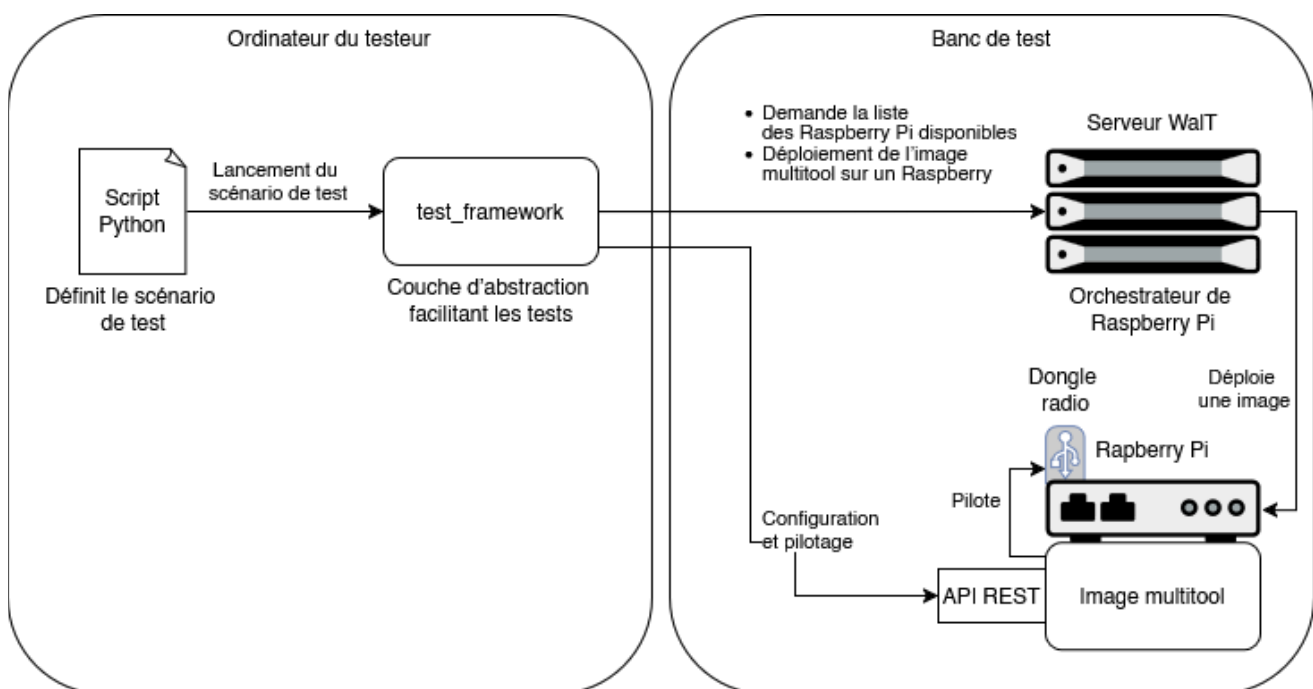 Ordinateur du testeur
Banc de test
• Demande la liste
des Raspberry Pi disponibles
• Déploiement de l'image
multitool sur un Raspberry
Serveur WalT
Script
Python
Lancement du
scénario de test
test_framework
Définit le scénario
de test
Couche d'abstraction
facilitant les tests
Orchestrateur de
Raspberry Pi
Dongle
radio
Déploie
une image
Rapberry Pi
Pilote
Configuration
et pilotage
API REST
Image multitool